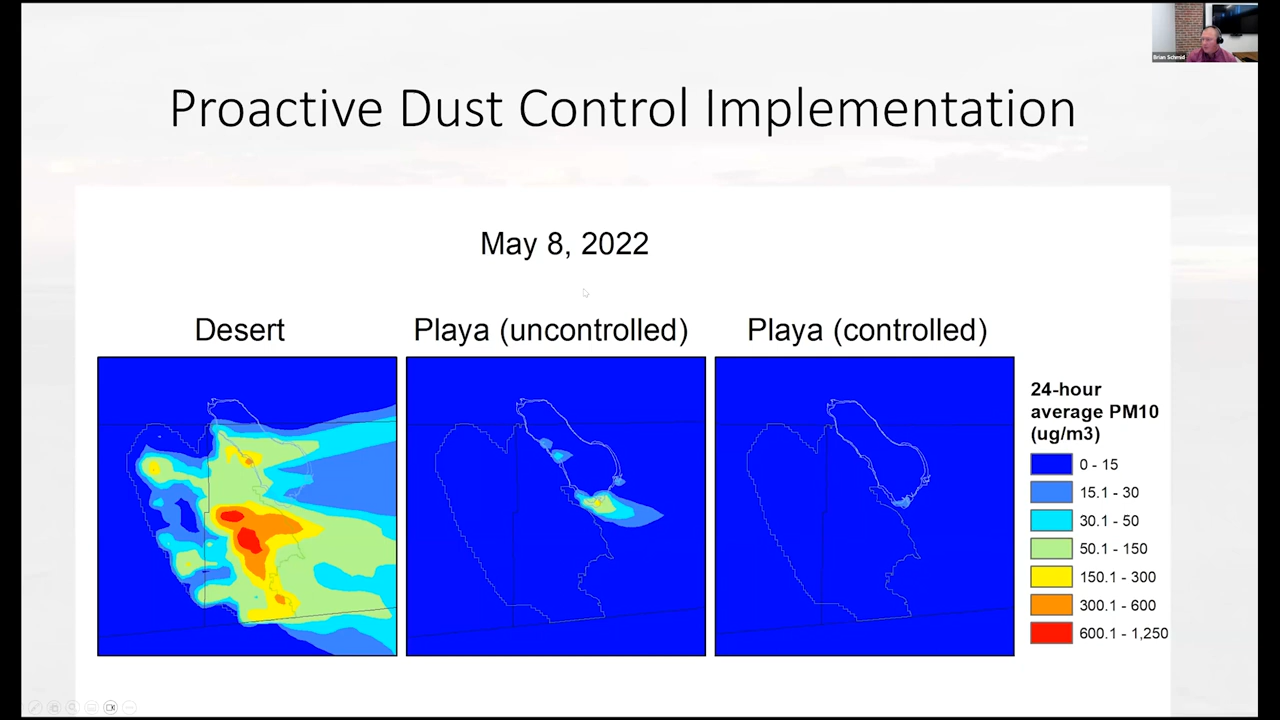 Brian Schmid
Proactive Dust Control Implementation
May 8, 2022
Desert
Playa (uncontrolled)
Playa (controlled)
24-hour
average PM10
(ug/m3)
0 - 15
15.1 - 30
30.1 - 50
50.1 - 150
150.1 - 300
300.1 - 600
600.1 - 1,250